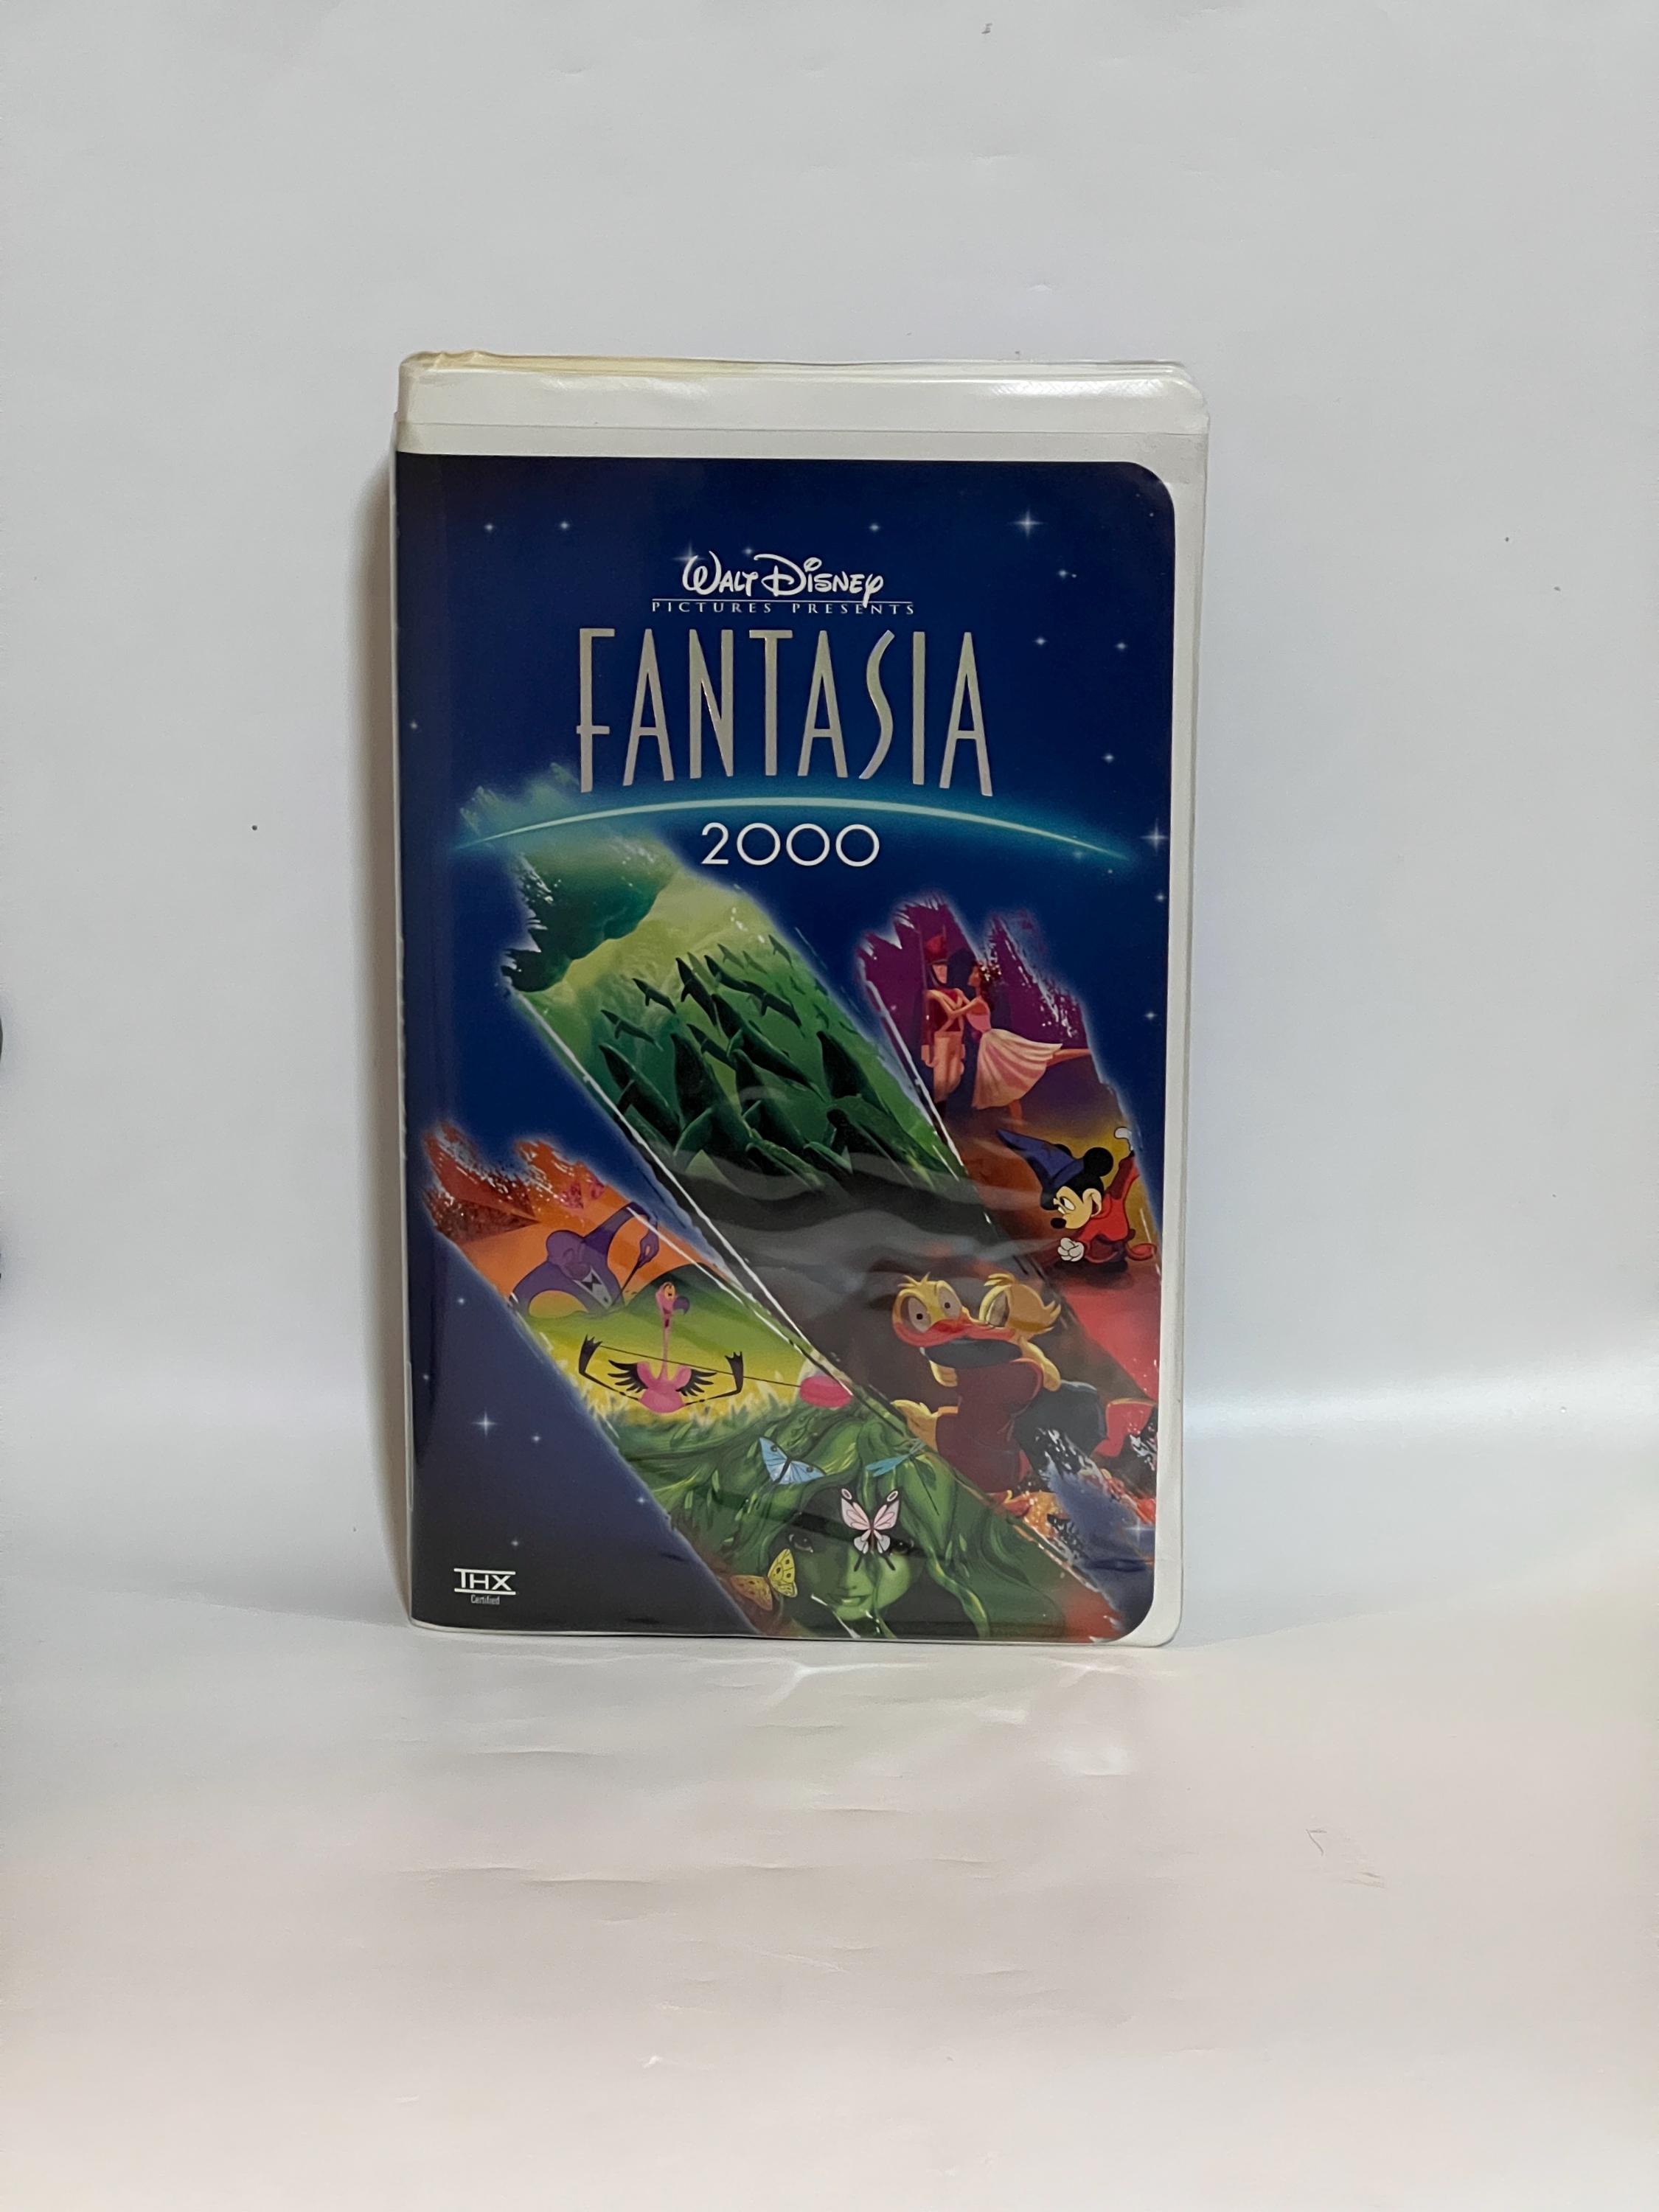 WALT DISNEY
PICTURES PRESENTS
FANTASIA
2000
THX
Certified